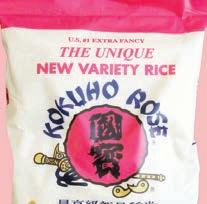 U.S. #1 EXTRA FANCY
THE UNIQUE
NEW VARIETY RICE
KOKUHO ROSE
國寶